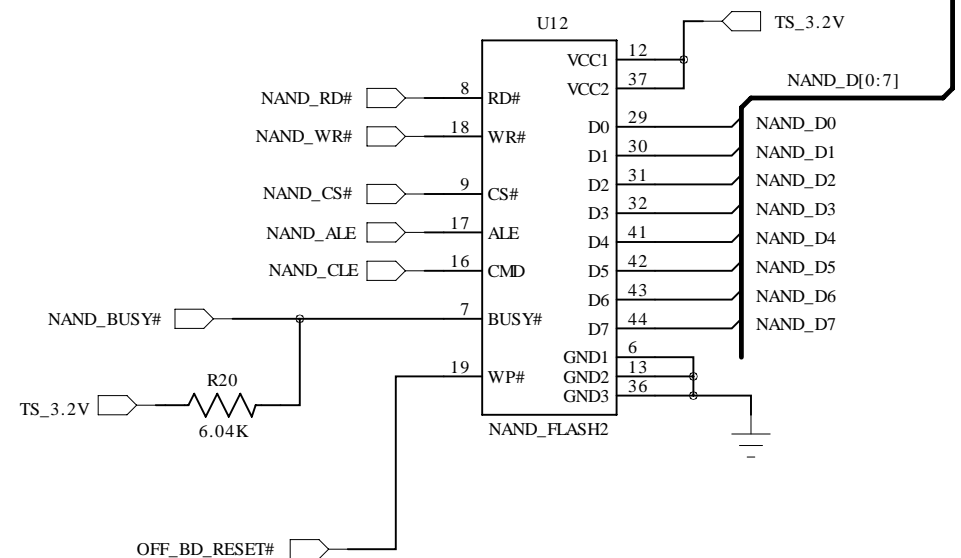 U12
TS_3.2V
VCC1 12
VCC2 37
NAND_D[0:7]
NAND_RD# 8 RD#
NAND_WR# 18 WR#
NAND_CS# 9 CS#
NAND_ALE 17 ALE
NAND_CLE 16 CMD
NAND_BUSY# 7 BUSY#
19 WP#
D0 29 NAND_D0
D1 30 NAND_D1
D2 31 NAND_D2
D3 32 NAND_D3
D4 41 NAND_D4
D5 42 NAND_D5
D6 43 NAND_D6
D7 44 NAND_D7
GND1 6
GND2 13
GND3 36
NAND_FLASH2
R20
TS_3.2V
6.04K
OFF_BD_RESET#